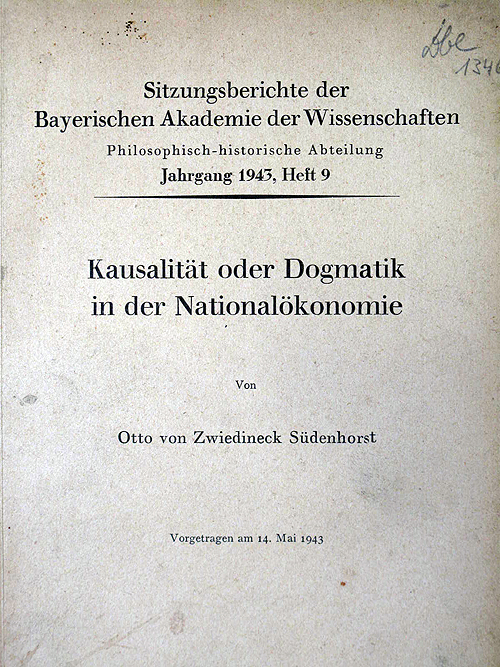 Sitzungsberichte der
Bayerischen Akademie der Wissenschaften
Philosophisch-historische Abteilung
Jahrgang 1943, Heft 9
Kausalität oder Dogmatik
in der Nationalökonomie
Von
Otto von Zwiedineck Südenhorst
Vorgetragen am 14. Mai 1943